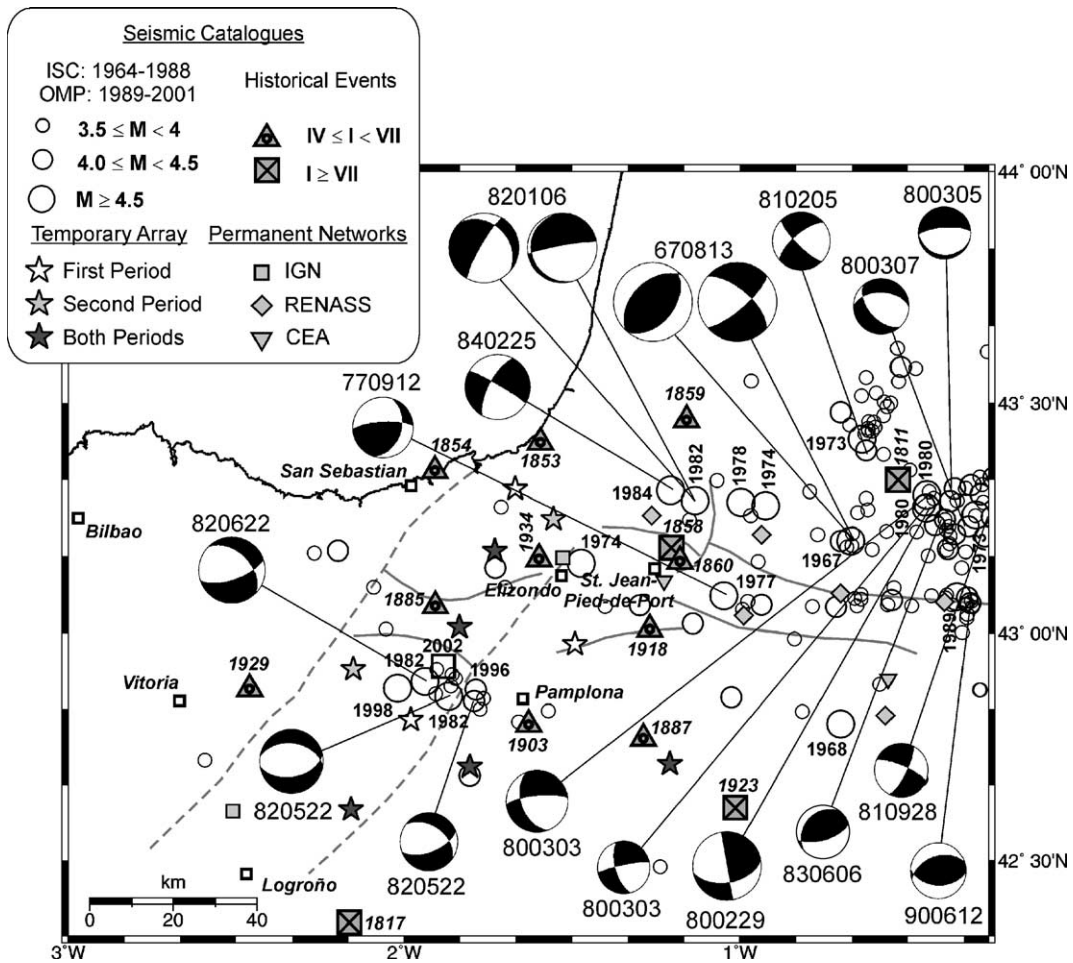 Seismic Catalogues
ISC: 1964-1988
OMP: 1989-2001
Historical Events
3.5 ≤ M < 4
4.0 ≤ M < 4.5
M ≥ 4.5
IV ≤ I < VII
I ≥ VII
Temporary Array
Permanent Networks
First Period
Second Period
Both Periods
IGN
RENASS
CEA
44° 00'N
43° 30'
43° 00'
42° 30'
820106
810205
800305
670813
800307
840225
770912
1859
1854
1853
San Sebastian
1973
1811
1980
1982
1978
1974
1984
Bilbao
1934
1858
1980
1967
1973
820622
1974
1860
Elizondo
St. Jean-
Pied-de-Port
1977
1885
1918
1989
2002
1929
1982
1996
Vitoria
Pamplona
1998
1982
1903
1887
1968
1923
820522
800303
810928
820522
830606
Logroño
800303
800229
900612
km
0
20
40
1817
3°W
2°W
1°W